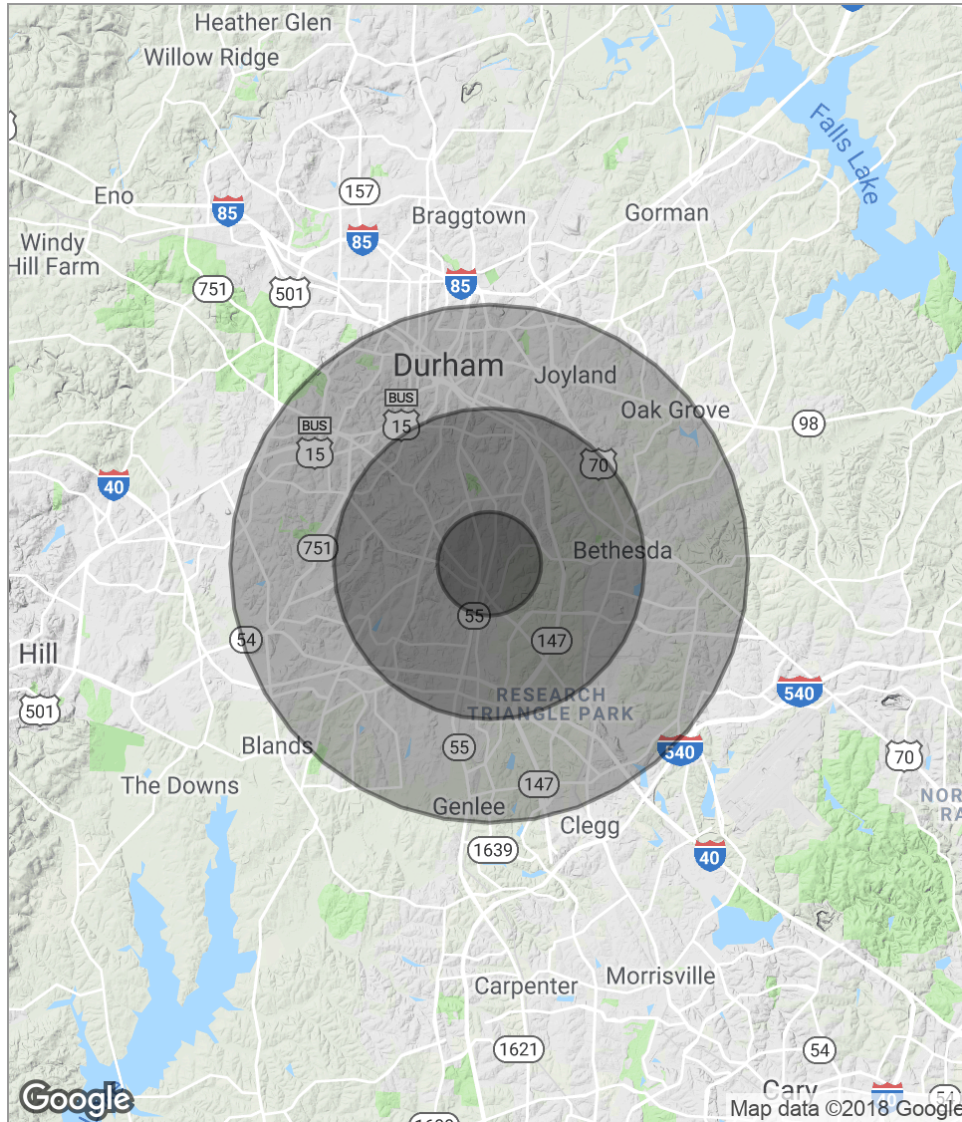 Heather Glen
Willow Ridge
Falls Lake
157
Eno
85
Braggtown
Gorman
85
Windy
Hill Farm
85
751
501
Durham
Joyland
BUS
15
Oak Grove
98
BUS
15
70
40
751
Bethesda
55
54
147
Hill
RESEARCH
TRIANGLE PARK
540
501
Blands
55
540
70
The Downs
147
Genlee
Clegg
1639
40
Carpenter
Morrisville
1621
54
Cary
54
Google
Map data ©2018 Google